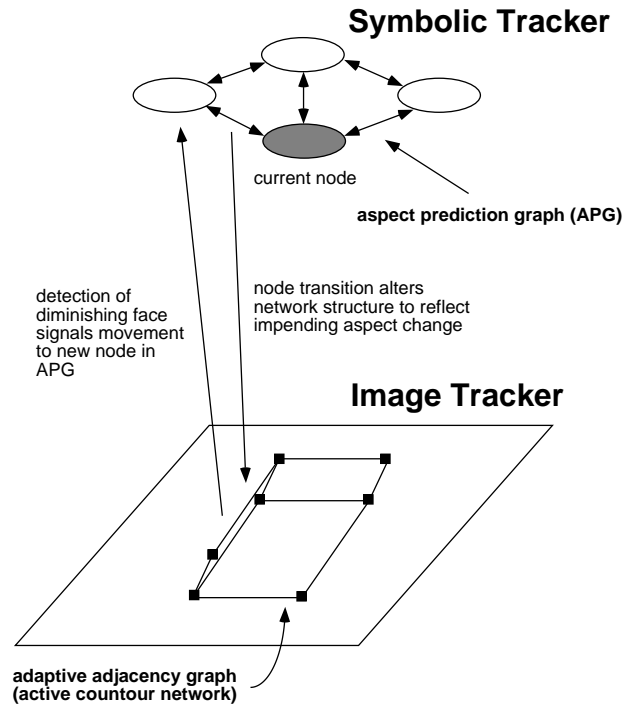 Symbolic Tracker
current node
aspect prediction graph (APG)
detection of
diminishing face
signals movement
to new node in
APG
node transition alters
network structure to reflect
impending aspect change
Image Tracker
adaptive adjacency graph
(active countour network)